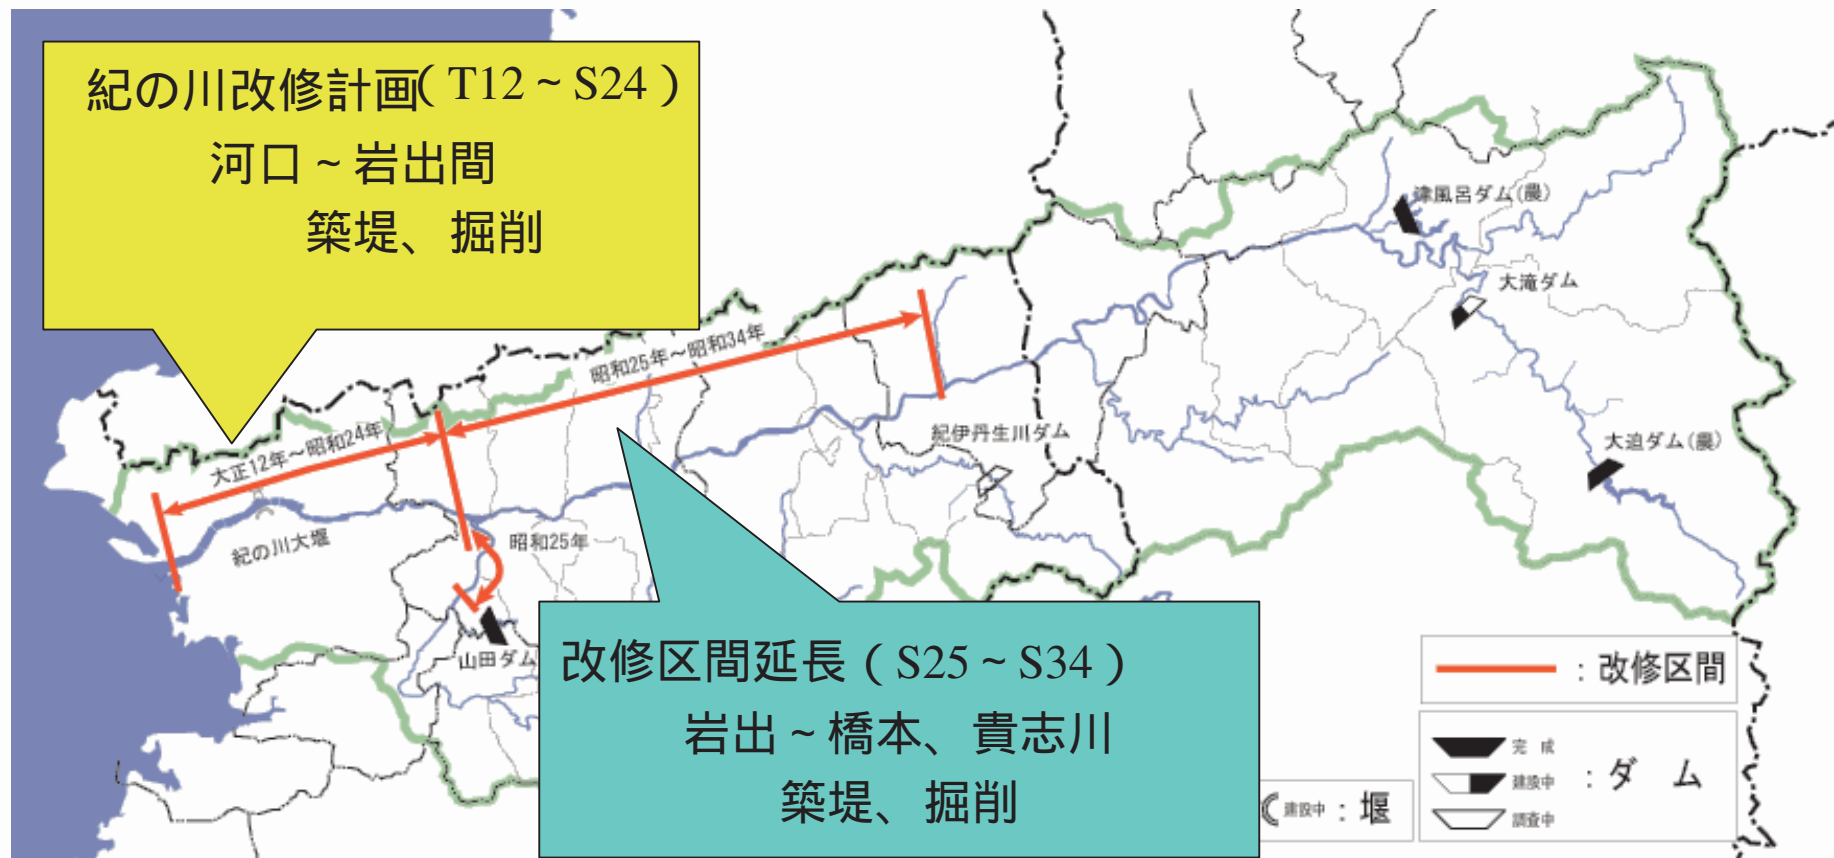 紀の川改修計画（T12～S24）
河口～岩出間
築堤、掘削
津風呂ダム(農)
大滝ダム
昭和25年～昭和34年
大迫ダム(農)
紀伊丹生川ダム
大正12年～昭和24年
紀の川大堰
昭和25年
山田ダム
改修区間延長（S25～S34）
岩出～橋本、貴志川
築堤、掘削
：改修区間
完成
建設中
調査中
：ダム
建設中：堰